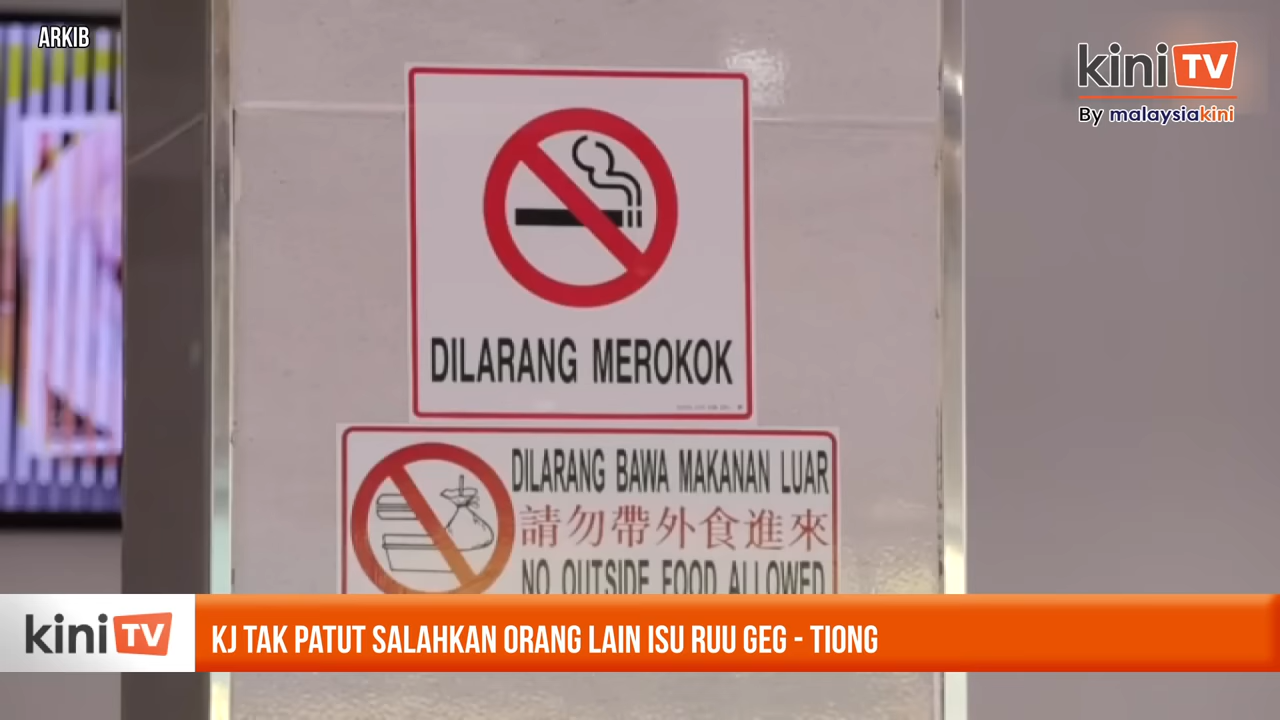 ARKIB
kini TV
By malaysiakini
DILARANG MEROKOK
DILARANG BAWA MAKANAN LUAR
請勿帶外食進來
NO OUTSIDE FOOD ALLOWED
kini TV
KJ TAK PATUT SALAHKAN ORANG LAIN ISU RUU GEG - TIONG